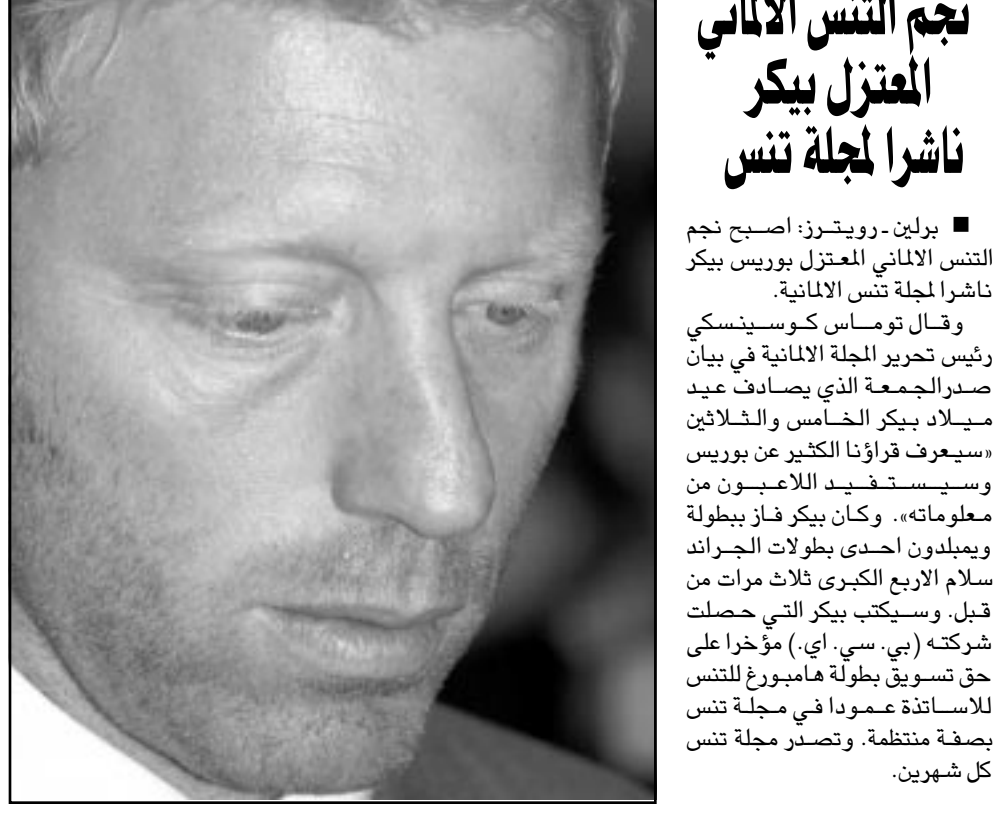 نجم التنس الالماني
المعتزل بيكر
ناشرا لمجلة تنس
■ برلين ـ رويترز: اصبح نجم
التنس الالماني المعتزل بوريس بيكر
ناشرا لمجلة تنس الالمانية.
وقال توماس كوسينسكي
رئيس تحرير المجلة الالمانية في بيان
صدرالجمعة الذي يصادف عيد
ميلاد بيكر الخامس والثلاثين
«سيعرف قراؤنا الكثير عن بوريس
وسيستفيد اللاعبون من
معلوماته». وكان بيكر فاز ببطولة
ويمبلدون احدى بطولات الجراند
سلام الاربع الكبرى ثلاث مرات من
قبل. وسيكتب بيكر التي حصلت
شركته (بي. سي. اي.) مؤخرا على
حق تسويق بطولة هامبورغ للتنس
للاساتذة عمودا في مجلة تنس
بصفة منتظمة. وتصدر مجلة تنس
كل شهرين.